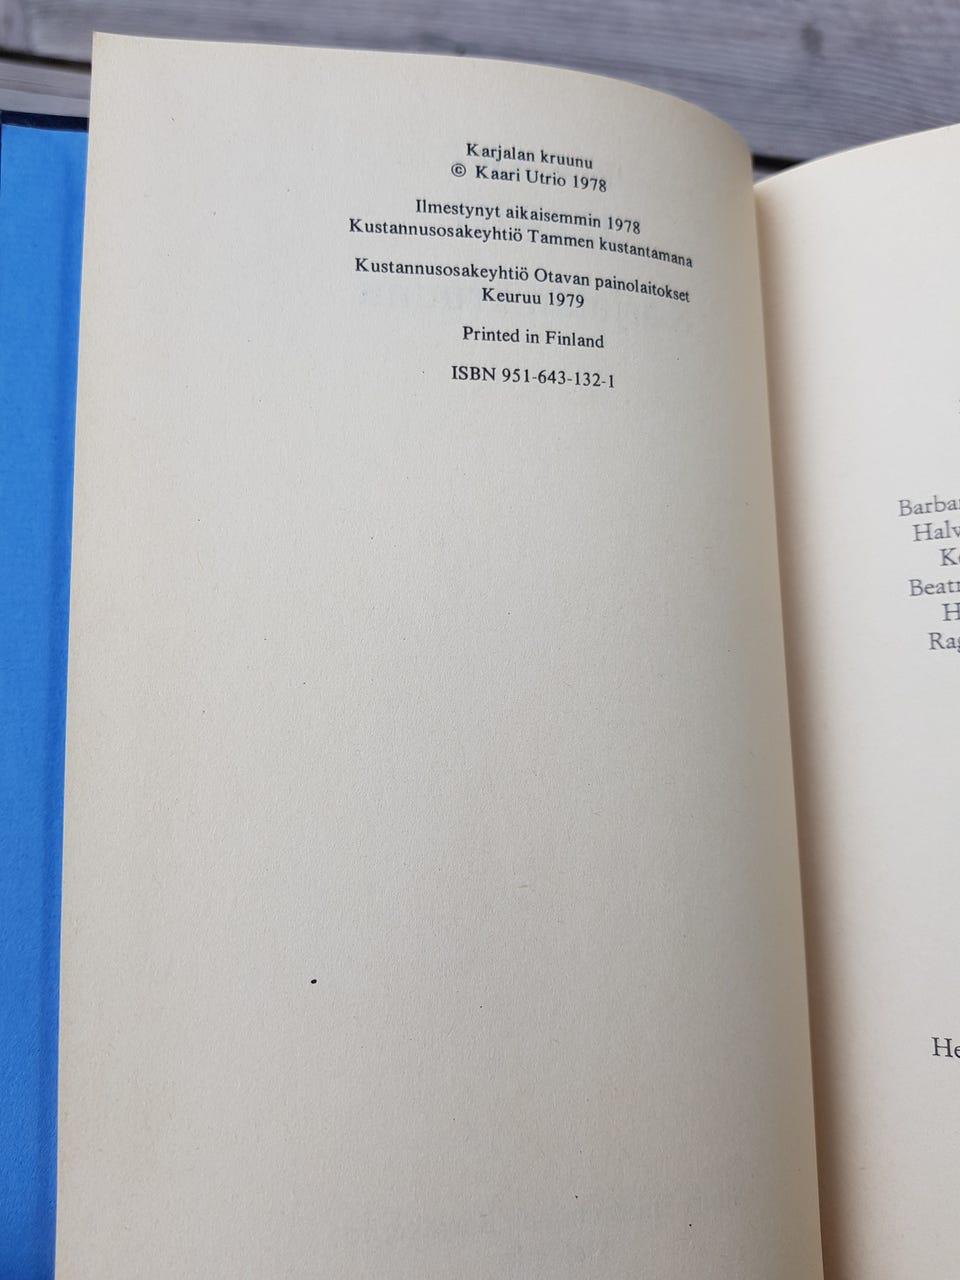 Karjalan kruunu
© Kaari Utrio 1978
Ilmestynyt aikaisemmin 1978
Kustannusosakeyhtiö Tammen kustantamana
Kustannusosakeyhtiö Otavan painolaitokset
Keuruu 1979
Printed in Finland
ISBN 951-643-132-1